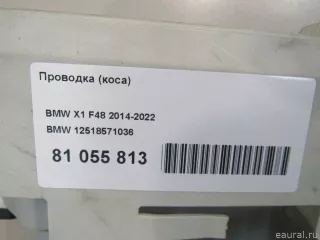 Проводка (коса)
BMW X1 F48 2014-2022
BMW 12518571036
81 055 813
eaural.ru